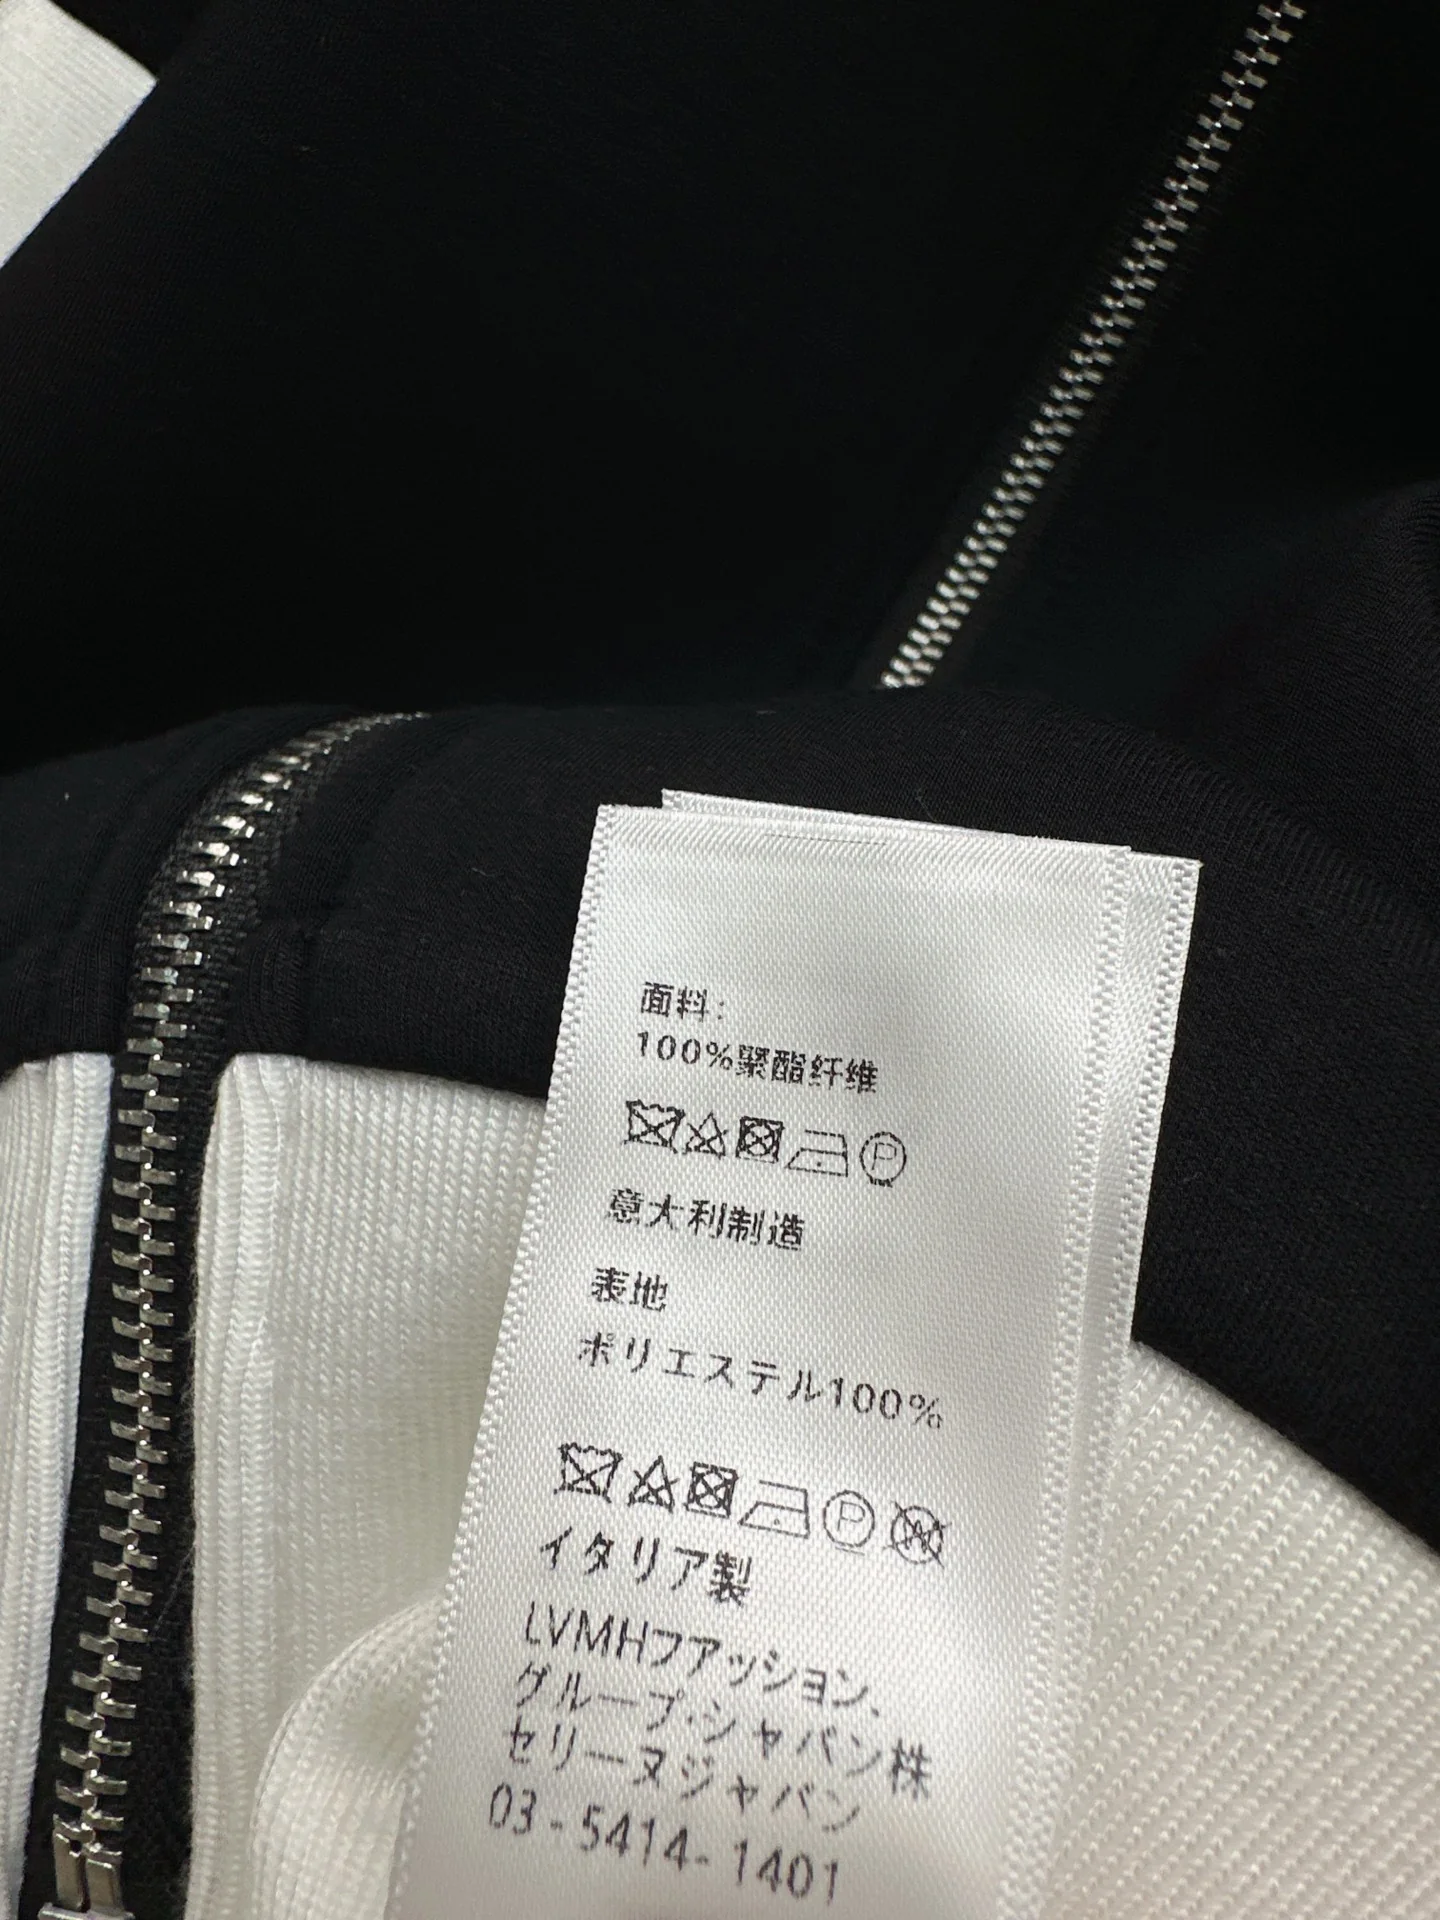 面料:
100%聚酯纤维
P
意大利制造
表地
ポリエステル100%
P W
イタリア製
LVMHファッション、
グループ・ジャパン株
セリーヌジャパン
03-5414-1401